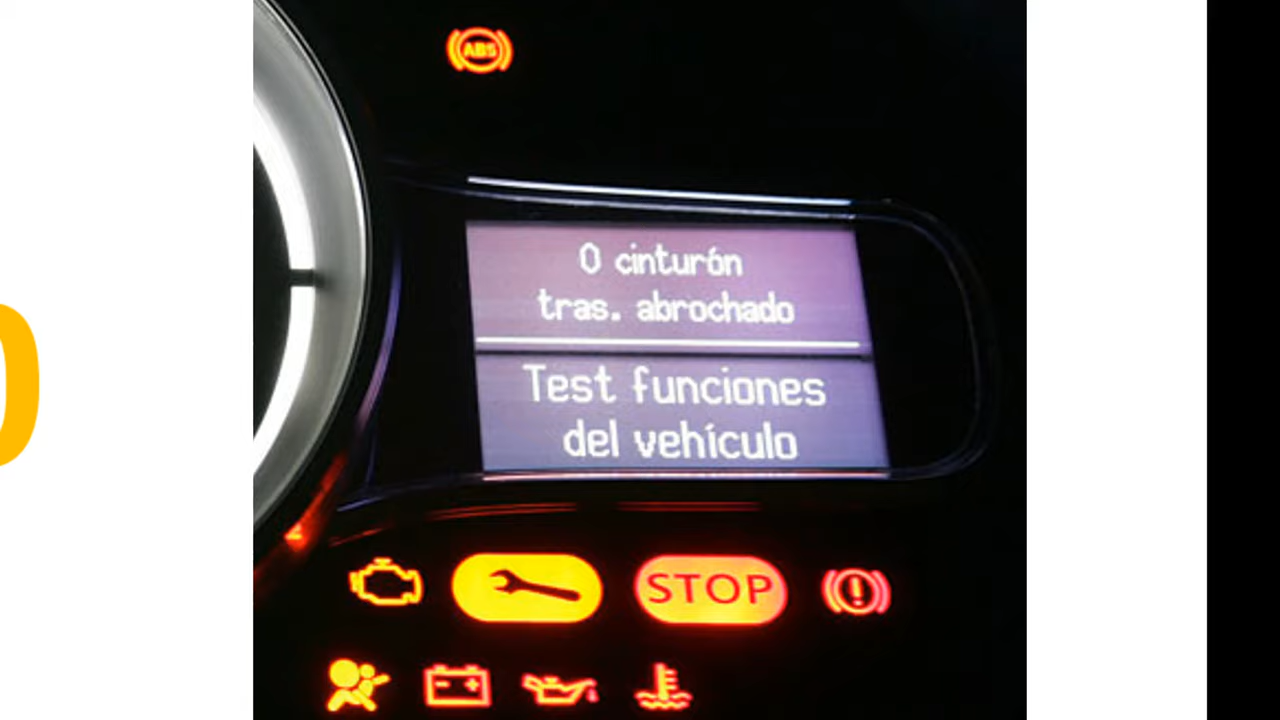 ABS
0 cinturón
tras. abrochado
Test funciones
del vehículo
STOP